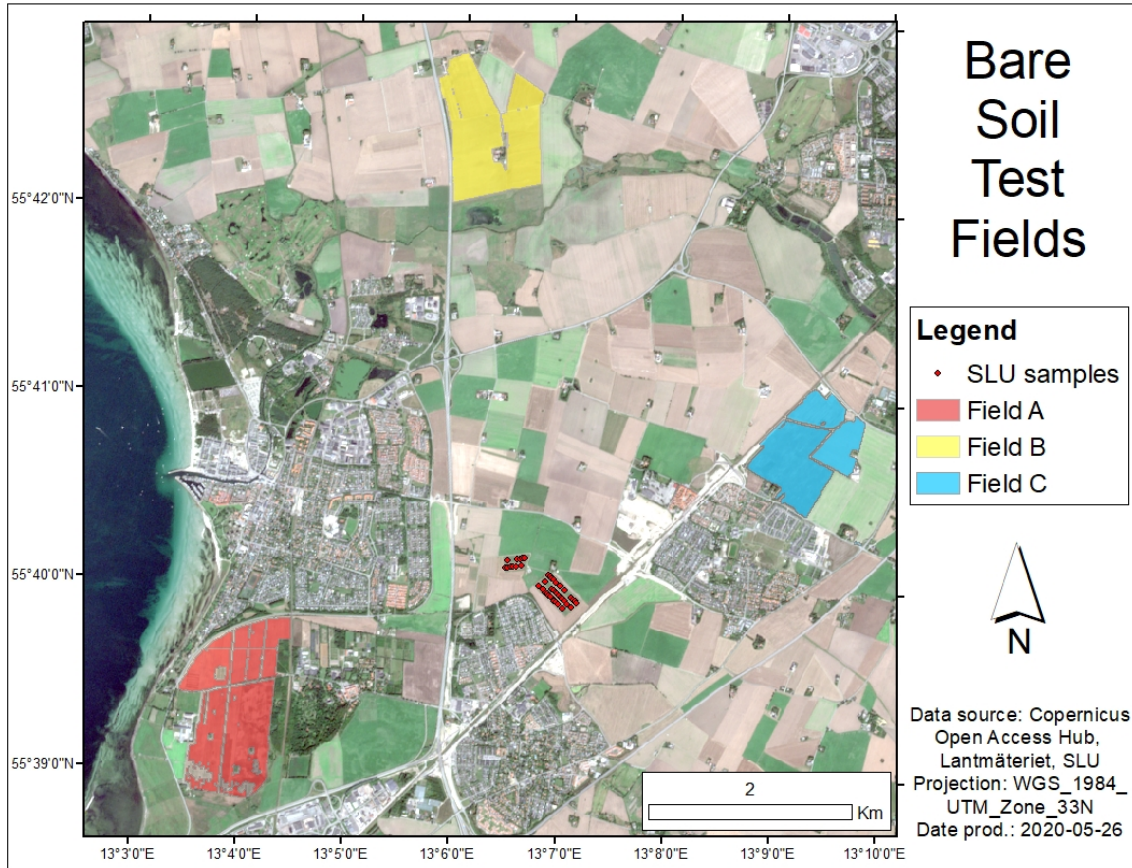 Bare
Soil
Test
Fields
55°42'0"N
55°41'0"N
55°40'0"N
55°39'0"N
Legend
SLU samples
Field A
Field B
Field C
N
Data source: Copernicus
Open Access Hub,
Lantmäteriet, SLU
Projection: WGS_1984_
UTM_Zone_33N
Date prod.: 2020-05-26
2
Km
13°3'0"E 13°4'0"E 13°5'0"E 13°6'0"E 13°7'0"E 13°8'0"E 13°9'0"E 13°10'0"E